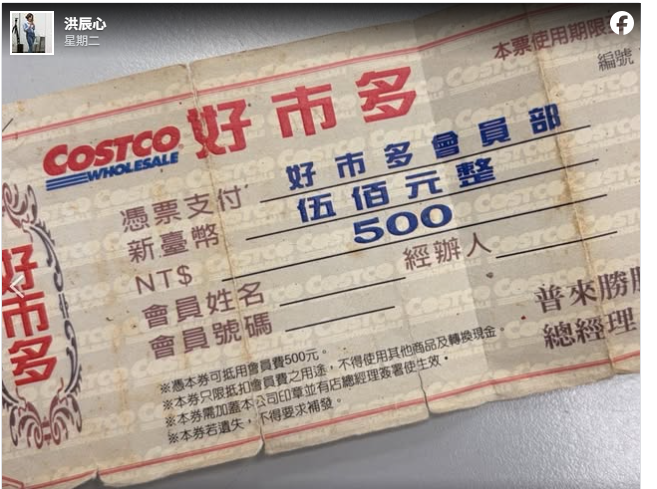 洪辰心
星期二
本票使用期限
編號
COSTCO
WHOLESALE
好市多
憑票支付 好市多會員部
新臺幣 伍佰元整
NT$ 500
會員姓名 經辦人
會員號碼
普來勝
總經理
好市多
※憑本券可抵用會員費500元。
※本券只限抵扣會員費之用途，不得使用其他商品及轉換現金。
※本券需加蓋本公司印章並有店總經理簽署使生效。
※本券若遺失，不得要求補發。